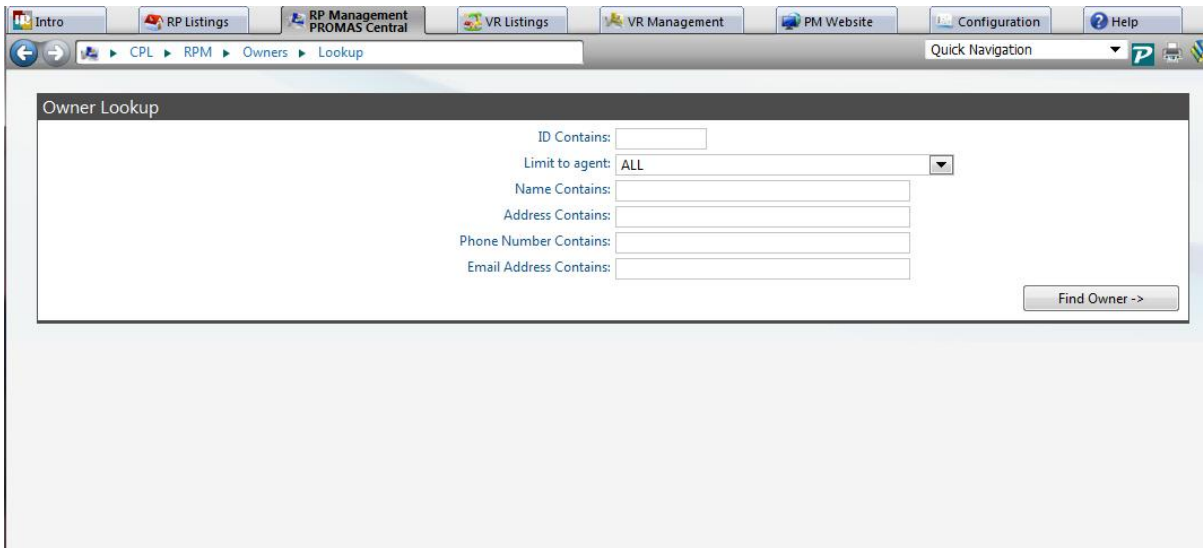 Intro
RP Listings
RP Management
PROMAS Central
VR Listings
VR Management
PM Website
Configuration
Help
CPL ▸ RPM ▸ Owners ▸ Lookup
Quick Navigation
Owner Lookup
ID Contains:
Limit to agent: ALL
Name Contains:
Address Contains:
Phone Number Contains:
Email Address Contains:
Find Owner ->